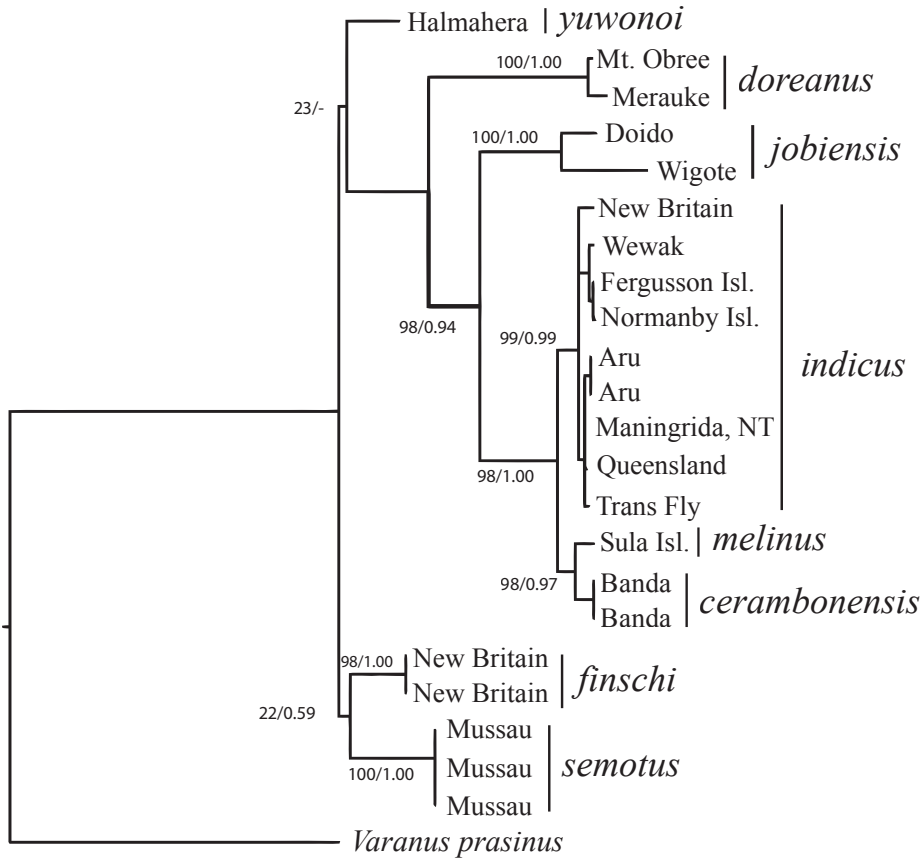 Halmahera
yuwonoi
100/1.00
Mt. Obree
doreanus
Merauke
23/-
100/1.00
Doido
jobiensis
Wigote
New Britain
Wewak
Fergusson Isl.
Normanby Isl.
98/0.94
99/0.99
Aru
indicus
Aru
Maningrida, NT
Queensland
98/1.00
Trans Fly
Sula Isl.
melinus
98/0.97
Banda
cerambonensis
Banda
98/1.00
New Britain
finschi
New Britain
22/0.59
Mussau
100/1.00
Mussau
semotus
Mussau
Varanus prasinus